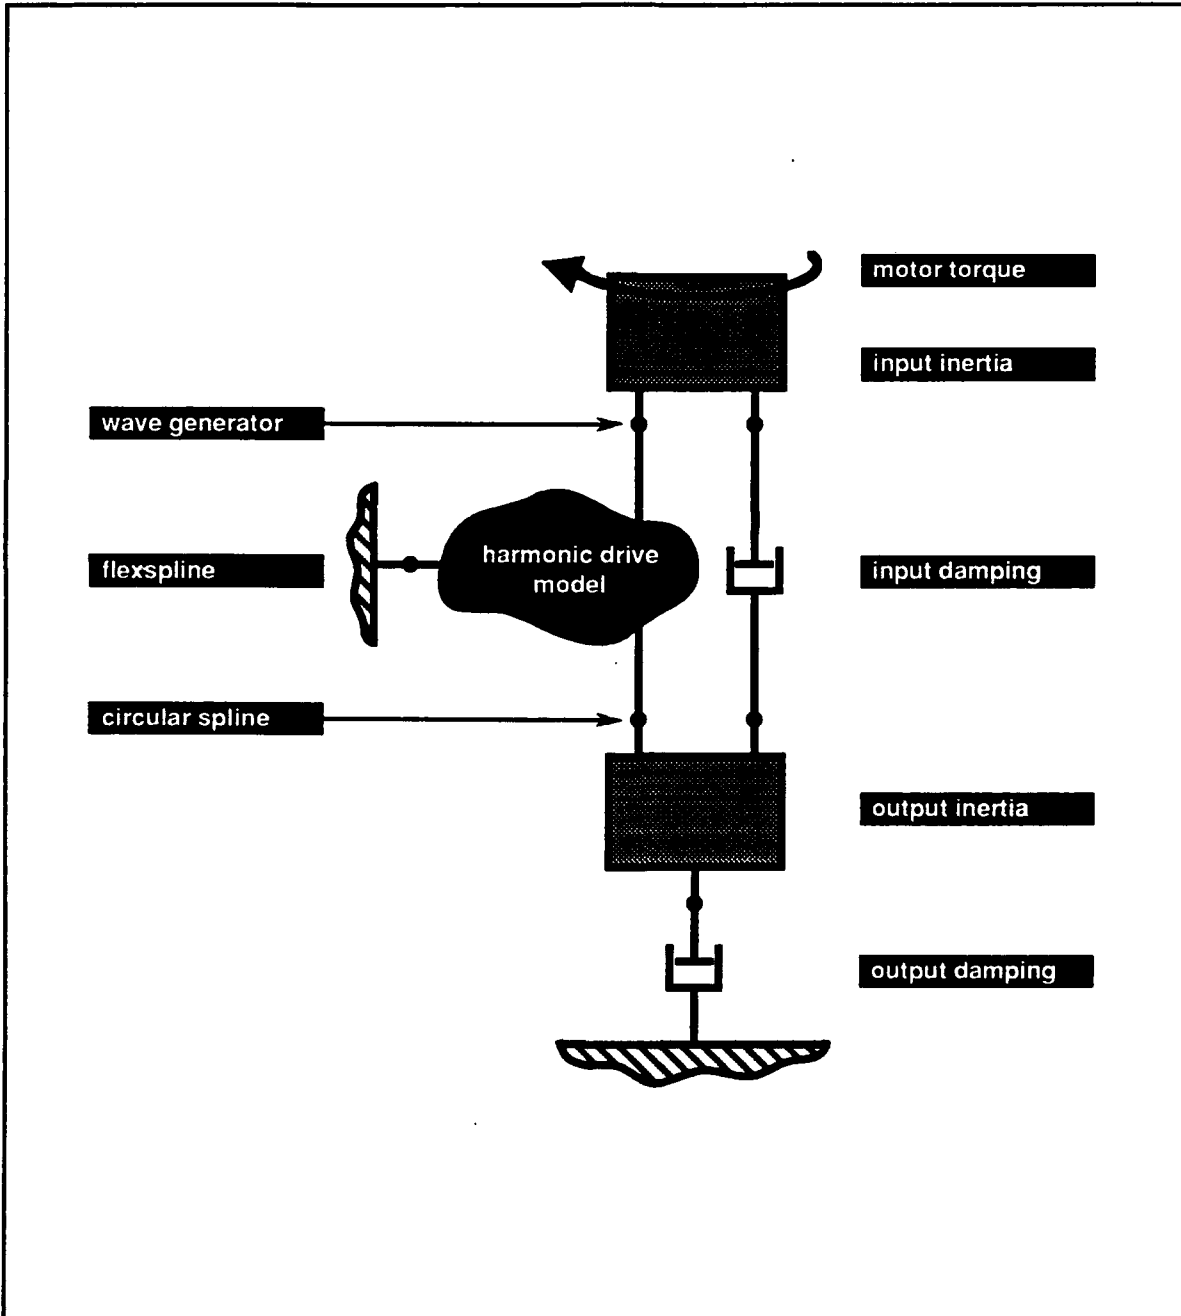 motor torque
input inertia
wave generator
harmonic drive
model
flexspline
input damping
circular spline
output inertia
output damping